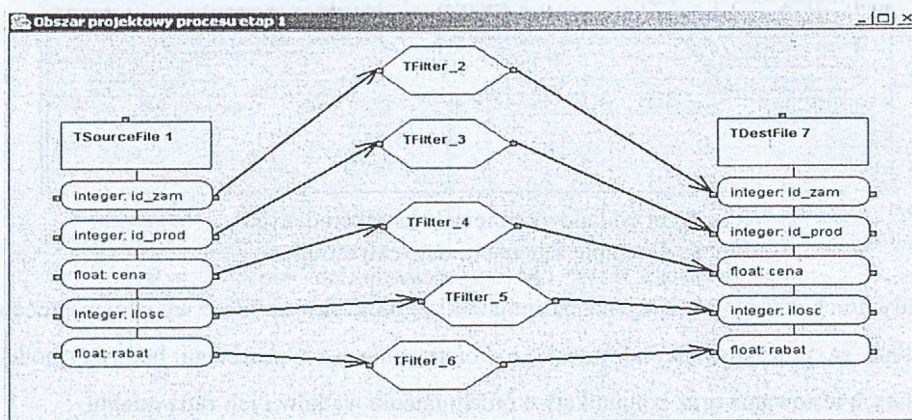 Obszar projektowy procesu etap 1
TFilter_2
TSourceFile 1
TFilter_3
TDestFile 7
integer: id_zam
integer: id_zam
integer: id_prod
TFilter_4
integer: id_prod
float: cena
float: cena
integer: ilosc
TFilter_5
integer: ilosc
float: rabat
TFilter_6
float: rabat